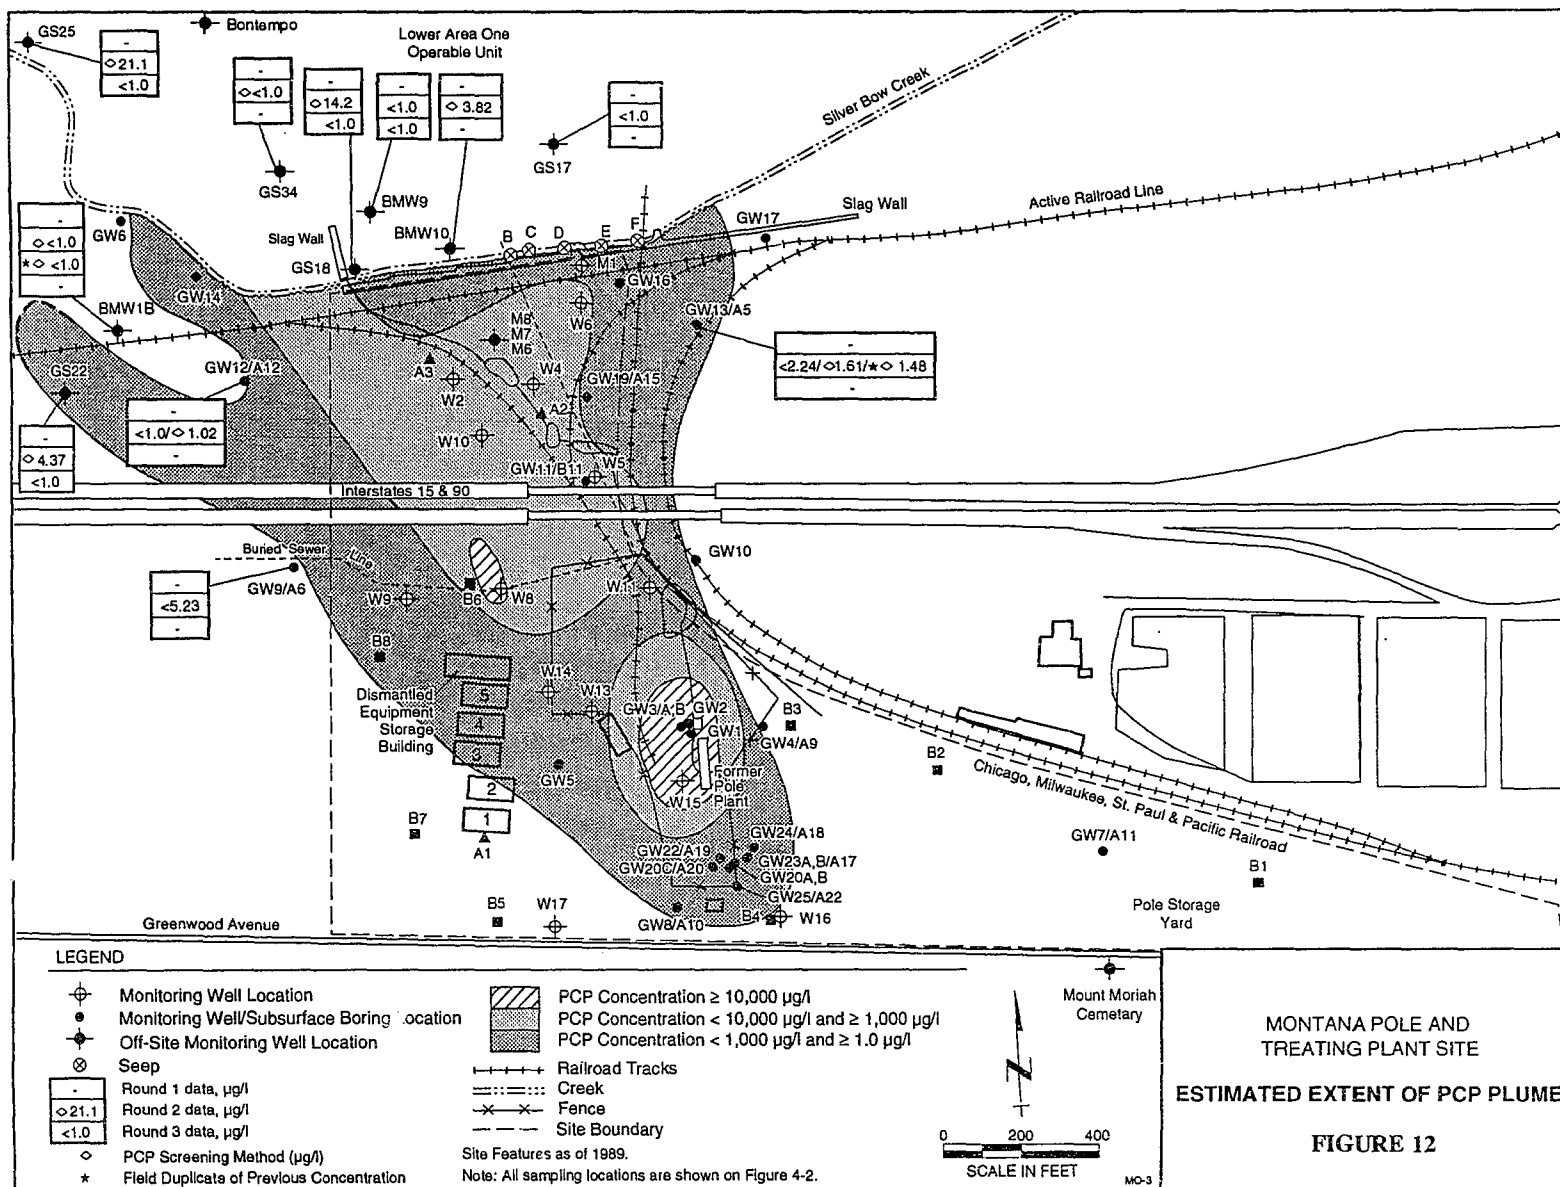 GS25
Bontempo
Lower Area One
Operable Unit
-
◇ 21.1
<1.0
-
◇<1.0
-
-
◇14.2
<1.0
-
<1.0
<1.0
-
◇ 3.82
-
-
<1.0
-
Silver Bow Creek
GS17
GS34
BMW9
Active Railroad Line
Slag Wall
GW17
GW6
Slag Wall
BMW10
B
C
D
E
F
-
◇<1.0
★◇ <1.0
-
GS18
M1
GW14
GW16
BMW1B
W6
GW13/A5
M8
M7
M6
-
<2.24/◇1.61/★◇ 1.48
-
GS22
GW12/A12
A3
W4
W2
GW19/A15
A2
-
<1.0/◇1.02
-
W10
-
◇ 4.37
<1.0
W5
GW11/B11
Interstates 15 & 90
Buried Sewer
Line
GW10
GW9/A6
-
<5.23
-
W9
B6
W8
W11
B8
W14
W13
Dismantled
Equipment
Storage
Building
5
4
3
2
1
GW3/A,B
GW2
GW1
B3
GW4/A9
B2
GW5
Former
Pole
Plant
W15
Chicago, Milwaukee, St. Paul & Pacific Railroad
B7
A1
GW24/A18
GW22/A19
GW20C/A20
GW23A,B/A17
GW20A,B
GW25/A22
GW7/A11
B1
Pole Storage
Yard
B5
W17
GW8/A10
B4
W16
Greenwood Avenue
LEGEND
Monitoring Well Location
Monitoring Well/Subsurface Boring Location
Off-Site Monitoring Well Location
Seep
-
Round 1 data, µg/l
◇21.1
Round 2 data, µg/l
<1.0
Round 3 data, µg/l
◇ PCP Screening Method (µg/l)
★ Field Duplicate of Previous Concentration
PCP Concentration ≥ 10,000 µg/l
PCP Concentration < 10,000 µg/l and ≥ 1,000 µg/l
PCP Concentration < 1,000 µg/l and ≥ 1.0 µg/l
Railroad Tracks
Creek
Fence
Site Boundary
Site Features as of 1989.
Note: All sampling locations are shown on Figure 4-2.
N
0 200 400
SCALE IN FEET
Mount Moriah
Cemetary
MO-3
MONTANA POLE AND
TREATING PLANT SITE
ESTIMATED EXTENT OF PCP PLUME
FIGURE 12